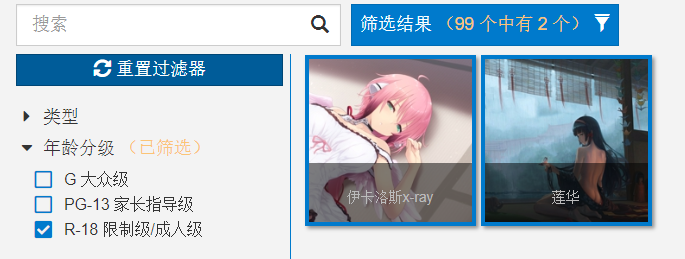 搜索
筛选结果 （99 个中有 2 个）
重置过滤器
类型
年龄分级 （已筛选）
G 大众级
PG-13 家长指导级
R-18 限制级/成人级
伊卡洛斯x-ray
莲华